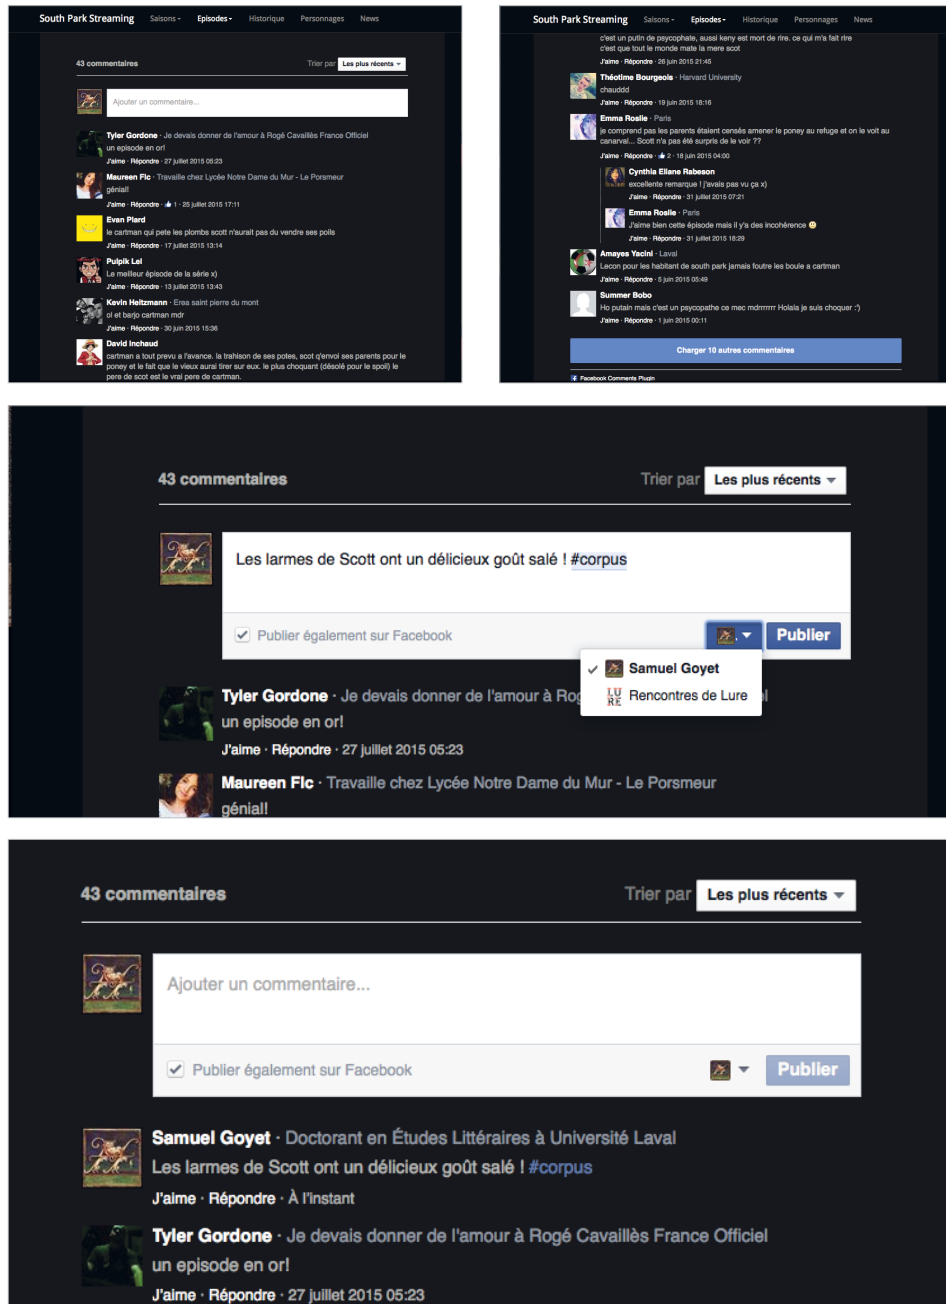 South Park Streaming Saisons Episodes Historique Personnages News
43 commentaires Trier par Les plus récents
Ajouter un commentaire...
Tyler Gordone · Je devais donner de l'amour à Rogé Cavaillès France Officiel
un episode en or!
J'aime · Répondre · 27 juillet 2015 05:23
Maureen Flc · Travaille chez Lycée Notre Dame du Mur - Le Porsmeur
génial!
J'aime · Répondre · 1 · 25 juillet 2015 17:11
Evan Plard
le cartman qui pete les plombs scott n'aurait pas du vendre ses poils
J'aime · Répondre · 17 juillet 2015 13:14
Pulpik Lel
Le meilleur épisode de la série x)
J'aime · Répondre · 13 juillet 2015 13:43
Kevin Heitzmann · Erea saint pierre du mont
ol et barjo cartman mdr
J'aime · Répondre · 30 juin 2015 15:36
David Inchaud
cartman a tout prevu a l'avance. la trahison de ses potes, scot q'envoi ses parents pour le
poney et le fait que le vieux aurai tirer sur eux. le plus choquant (désolé pour le spoil) le
pere de scot est le vrai pere de cartman.
South Park Streaming Saisons Episodes Historique Personnages News
c'est un putin de psycophate, aussi keny est mort de rire. ce qui m'a fait rire
c'est que tout le monde mate la mere scot
J'aime · Répondre · 26 juin 2015 21:45
Théotime Bourgeois · Harvard University
chauddd
J'aime · Répondre · 19 juin 2015 18:16
Emma Roslie · Paris
je comprend pas les parents étaient censés amener le poney au refuge et on le voit au
canarval... Scott n'a pas été surpris de le voir ??
J'aime · Répondre · 2 · 18 juin 2015 04:00
Cynthia Eliane Rabeson
excellente remarque ! j'avais pas vu ça x)
J'aime · Répondre · 31 juillet 2015 07:21
Emma Roslie · Paris
J'aime bien cette épisode mais il y'a des incohérence
J'aime · Répondre · 31 juillet 2015 18:29
Amayes Yacini · Laval
Lecon pour les habitant de south park jamais foutre les boule a cartman
J'aime · Répondre · 5 juin 2015 05:49
Summer Bobo
Ho putain mais c'est un psycopathe ce mec mdrrrrrrr Holala je suis choquer :')
J'aime · Répondre · 1 juin 2015 00:11
Charger 10 autres commentaires
Facebook Comments Plugin
43 commentaires Trier par Les plus récents
Les larmes de Scott ont un délicieux goût salé ! #corpus
Publier également sur Facebook Publier
Samuel Goyet
LU RE Rencontres de Lure
Tyler Gordone · Je devais donner de l'amour à Rog
un episode en or!
J'aime · Répondre · 27 juillet 2015 05:23
Maureen Flc · Travaille chez Lycée Notre Dame du Mur - Le Porsmeur
génial!
43 commentaires Trier par Les plus récents
Ajouter un commentaire...
Publier également sur Facebook Publier
Samuel Goyet · Doctorant en Études Littéraires à Université Laval
Les larmes de Scott ont un délicieux goût salé ! #corpus
J'aime · Répondre · À l'instant
Tyler Gordone · Je devais donner de l'amour à Rogé Cavaillès France Officiel
un episode en or!
J'aime · Répondre · 27 juillet 2015 05:23